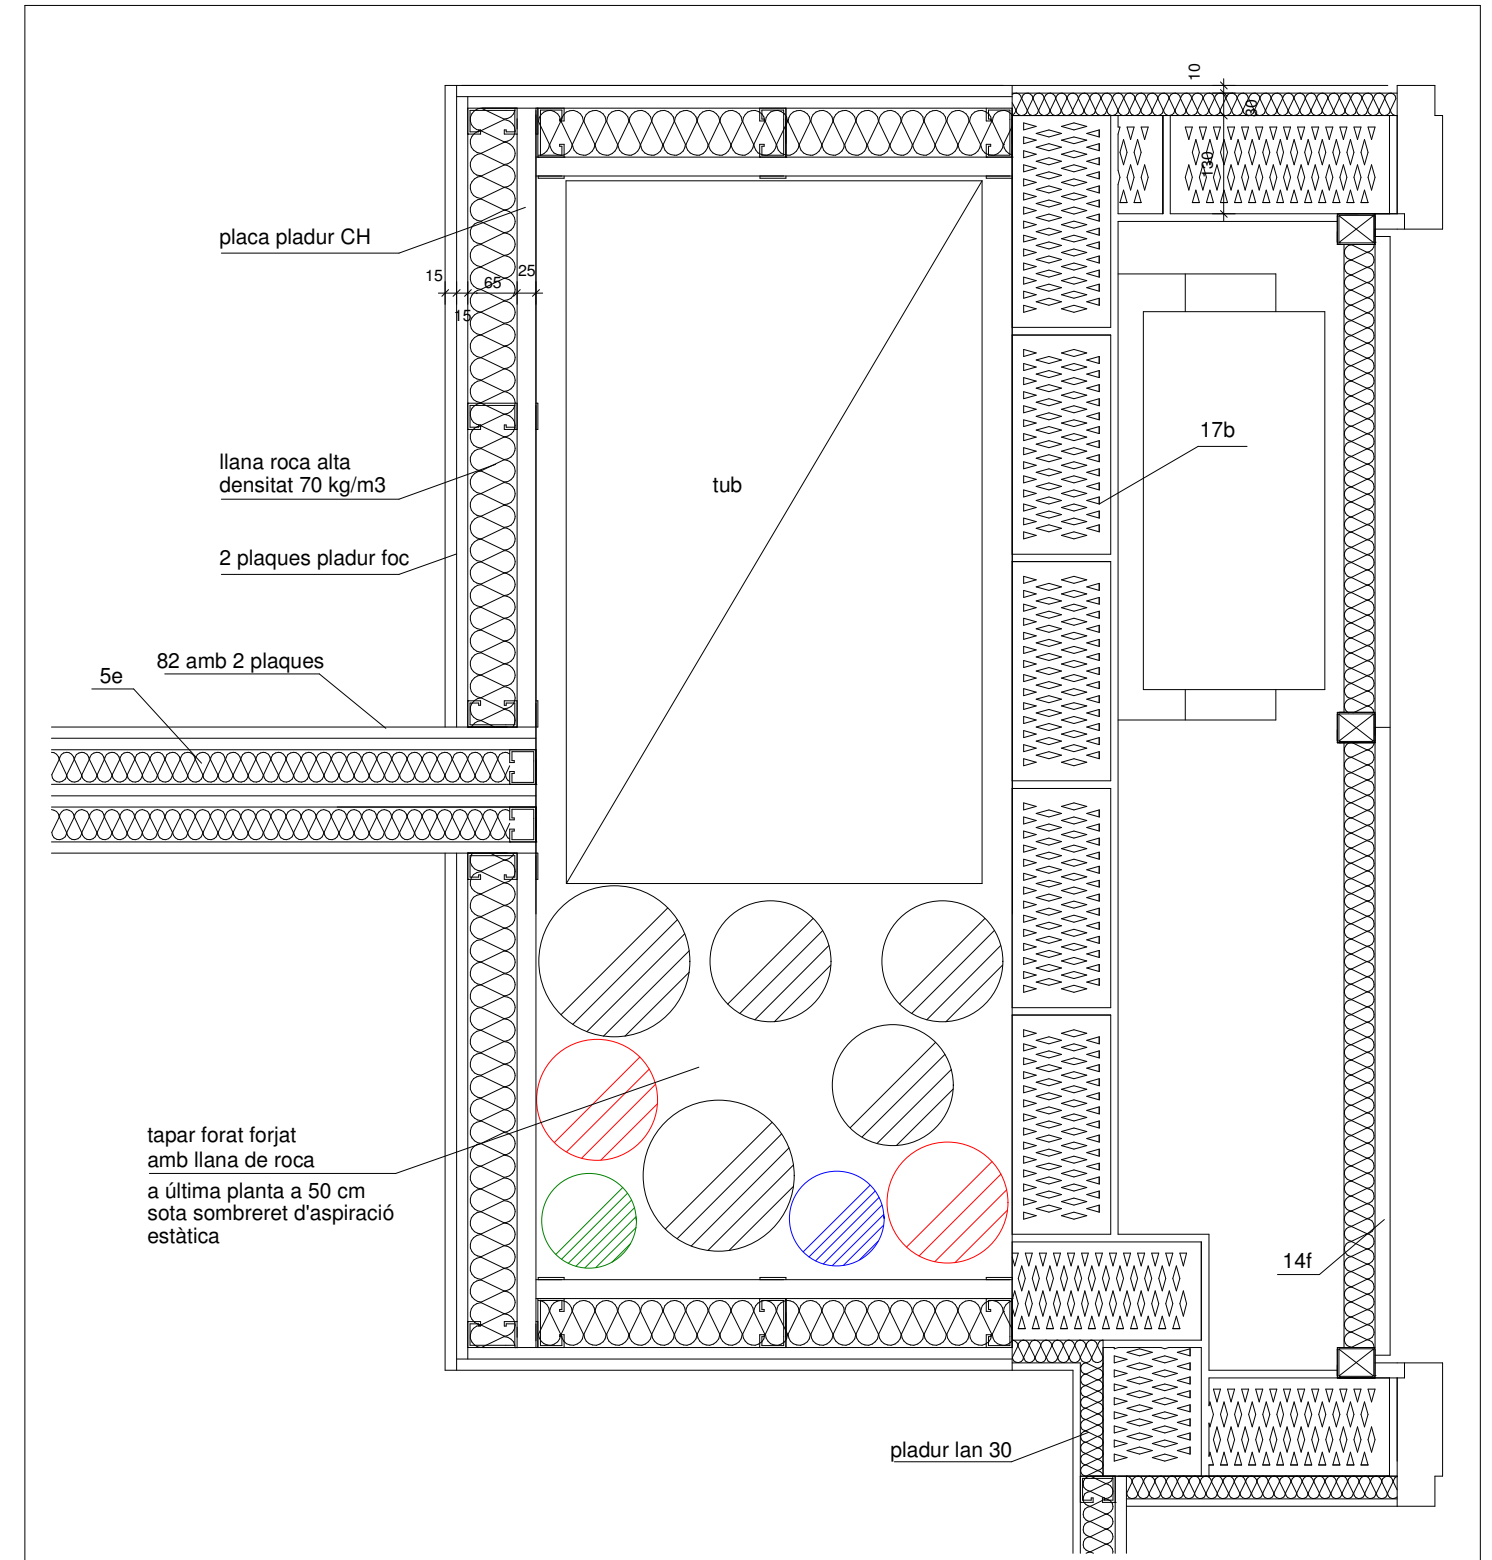 10
30
130
placa pladur CH
15
65
25
15
17b
llana roca alta
densitat 70 kg/m3
tub
2 plaques pladur foc
82 amb 2 plaques
5e
tapar forat forjat
amb llana de roca
a última planta a 50 cm
sota sombreret d'aspiració
estàtica
14f
pladur lan 30